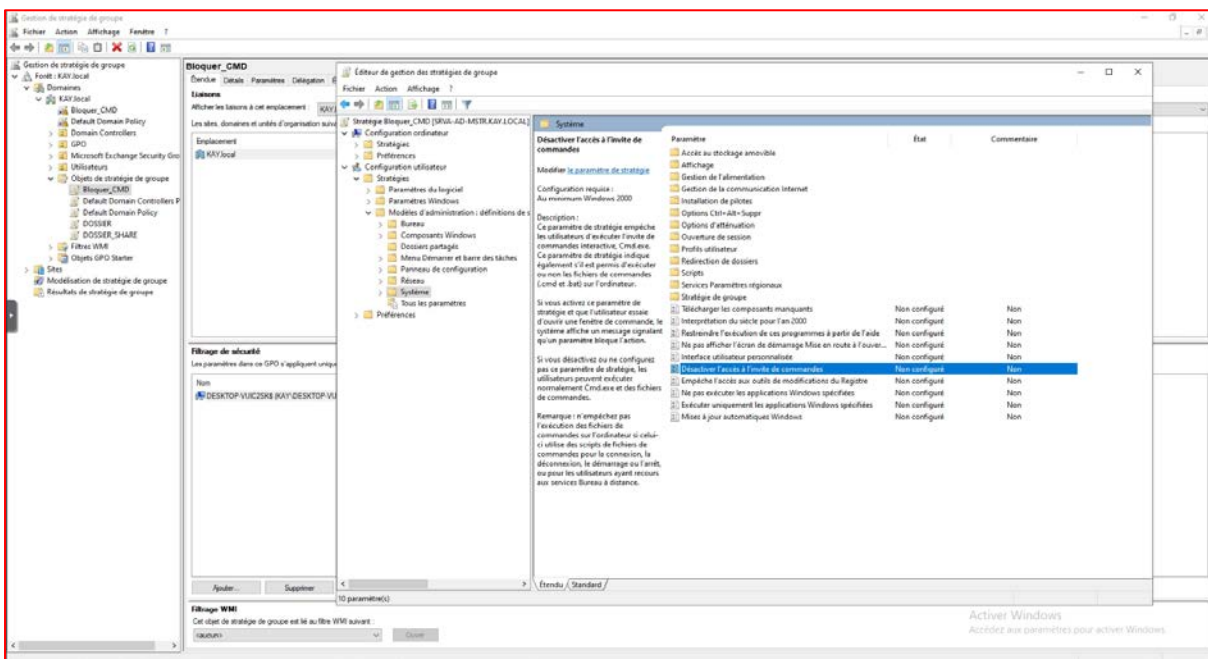 Gestion de stratégie de groupe
Fichier Action Affichage Fenêtre ?
Gestion de stratégie de groupe
Forêt : KAY.local
Domaines
KAY.local
Bloquer_CMD
Default Domain Policy
Domain Controllers
GPO
Microsoft Exchange Security Gro
Utilisateurs
Objets de stratégie de groupe
Bloquer_CMD
Default Domain Controllers P
Default Domain Policy
DOSSIER
DOSSIER_SHARE
Filtres WMI
Objets GPO Starter
Sites
Modélisation de stratégie de groupe
Résultats de stratégie de groupe
Bloquer_CMD
Étendue Détails Paramètres Délégation
Liaisons
Afficher les liaisons à cet emplacement :
Les sites, domaines et unités d'organisation suiva
Emplacement
KAY.local
Filtrage de sécurité
Les paramètres dans ce GPO s'appliquent unique
Nom
DESKTOP-VUIC2SK$ (KAY\DESKTOP-VU
Ajouter... Supprimer
Filtrage WMI
Cet objet de stratégie de groupe est lié au filtre WMI suivant :
<aucun> Ouvrir
Éditeur de gestion des stratégies de groupe
Fichier Action Affichage ?
Stratégie Bloquer_CMD [SRVA-AD-MSTR.KAY.LOCAL]
Configuration ordinateur
Stratégies
Préférences
Configuration utilisateur
Stratégies
Paramètres du logiciel
Paramètres Windows
Modèles d'administration : définitions de s
Bureau
Composants Windows
Dossiers partagés
Menu Démarrer et barre des tâches
Panneau de configuration
Réseau
Système
Tous les paramètres
Préférences
Système
Désactiver l'accès à l'invite de
commandes
Modifier le paramètre de stratégie
Configuration requise :
Au minimum Windows 2000
Description :
Ce paramètre de stratégie empêche
les utilisateurs d'exécuter l'invite de
commandes interactive, Cmd.exe.
Ce paramètre de stratégie indique
également s'il est permis d'exécuter
ou non les fichiers de commandes
(.cmd et .bat) sur l'ordinateur.
Si vous activez ce paramètre de
stratégie et que l'utilisateur essaie
d'ouvrir une fenêtre de commande, le
système affiche un message signalant
qu'un paramètre bloque l'action.
Si vous désactivez ou ne configurez
pas ce paramètre de stratégie, les
utilisateurs peuvent exécuter
normalement Cmd.exe et des fichiers
de commandes.
Remarque : n'empêchez pas
l'exécution des fichiers de
commandes sur l'ordinateur si celui-
ci utilise des scripts de fichiers de
commandes pour la connexion, la
déconnexion, le démarrage ou l'arrêt,
ou pour les utilisateurs ayant recours
aux services Bureau à distance.
Paramètre État Commentaire
Accès au stockage amovible
Affichage
Gestion de l'alimentation
Gestion de la communication Internet
Installation de pilotes
Options Ctrl+Alt+Suppr
Options d'atténuation
Ouverture de session
Profils utilisateur
Redirection de dossiers
Scripts
Services Paramètres régionaux
Stratégie de groupe
Télécharger les composants manquants Non configuré Non
Interprétation du siècle pour l'an 2000 Non configuré Non
Restreindre l'exécution de ces programmes à partir de l'aide Non configuré Non
Ne pas afficher l'écran de démarrage Mise en route à l'ouver... Non configuré Non
Interface utilisateur personnalisée Non configuré Non
Désactiver l'accès à l'invite de commandes Non configuré Non
Empêche l'accès aux outils de modifications du Registre Non configuré Non
Ne pas exécuter les applications Windows spécifiées Non configuré Non
Exécuter uniquement les applications Windows spécifiées Non configuré Non
Mises à jour automatiques Windows Non configuré Non
Étendu Standard
10 paramètre(s)
Activer Windows
Accédez aux paramètres pour activer Windows.